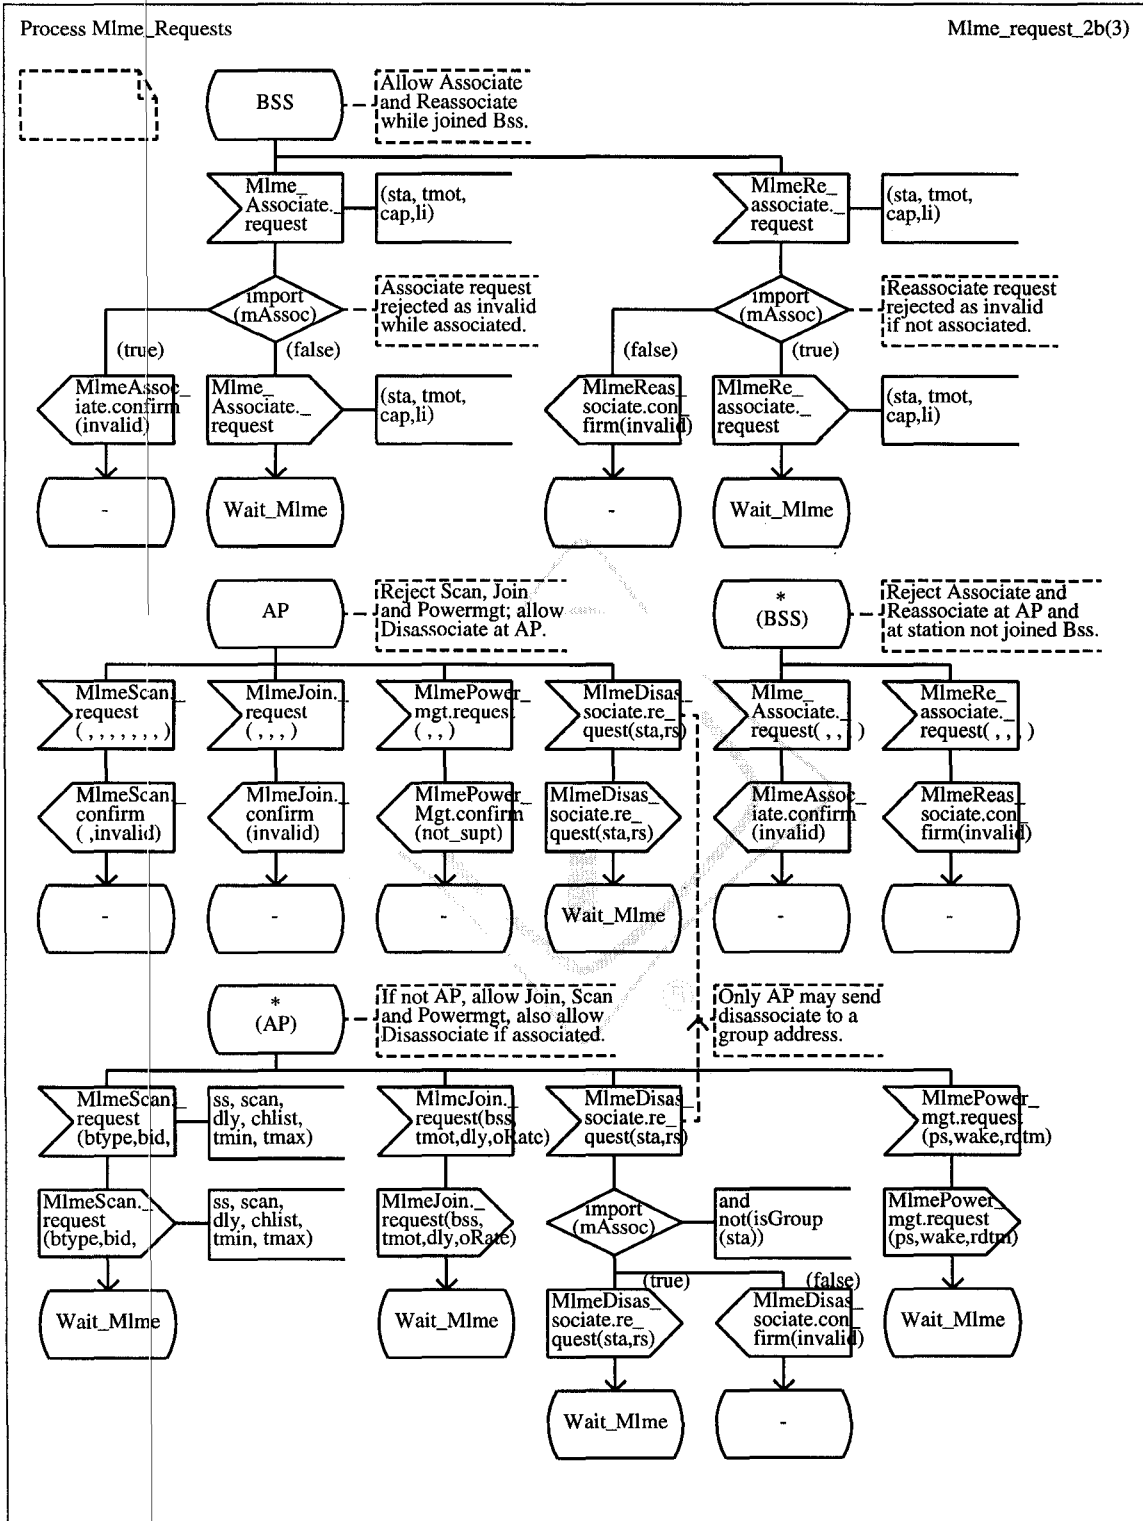 Process Mlme_Requests
Mlme_request_2b(3)
BSS
Allow Associate
and Reassociate
while joined Bss.
Mlme_
Associate._
request
(sta, tmot,
cap,li)
MlmeRe_
associate._
request
(sta, tmot,
cap,li)
import
(mAssoc)
Associate request
rejected as invalid
while associated.
import
(mAssoc)
Reassociate request
rejected as invalid
if not associated.
(true)
(false)
(false)
(true)
MlmeAssoc_
iate.confirm
(invalid)
Mlme_
Associate._
request
(sta, tmot,
cap,li)
MlmeReas_
sociate.con_
firm(invalid)
MlmeRe_
associate._
request
(sta, tmot,
cap,li)
-
Wait_Mlme
-
Wait_Mlme
AP
Reject Scan, Join
and Powermgt; allow
Disassociate at AP.
*
(BSS)
Reject Associate and
Reassociate at AP and
at station not joined Bss.
MlmeScan._
request
( , , , , , , , )
MlmeJoin._
request
( , , , )
MlmePower_
mgt.request
( , , )
MlmeDisas_
sociate.re_
quest(sta,rs)
Mlme_
Associate._
request( , , , )
MlmeRe_
associate._
request( , , , )
MlmeScan._
confirm
( ,invalid)
MlmeJoin._
confirm
(invalid)
MlmePower_
Mgt.confirm
(not_supt)
MlmeDisas_
sociate.re_
quest(sta,rs)
MlmeAssoc_
iate.confirm
(invalid)
MlmeReas_
sociate.con_
firm(invalid)
-
-
-
Wait_Mlme
-
-
*
(AP)
If not AP, allow Join, Scan
and Powermgt, also allow
Disassociate if associated.
Only AP may send
disassociate to a
group address.
MlmeScan._
request
(btype,bid,
ss, scan,
dly, chlist,
tmin, tmax)
MlmeJoin._
request(bss,
tmot,dly,oRate)
MlmeDisas_
sociate.re_
quest(sta,rs)
MlmePower_
mgt.request
(ps,wake,rdtm)
MlmeScan._
request
(btype,bid,
ss, scan,
dly, chlist,
tmin, tmax)
MlmeJoin._
request(bss,
tmot,dly,oRate)
import
(mAssoc)
and
not(isGroup
(sta))
MlmePower_
mgt.request
(ps,wake,rdtm)
(true)
(false)
Wait_Mlme
Wait_Mlme
MlmeDisas_
sociate.re_
quest(sta,rs)
MlmeDisas_
sociate.con_
firm(invalid)
Wait_Mlme
Wait_Mlme
-